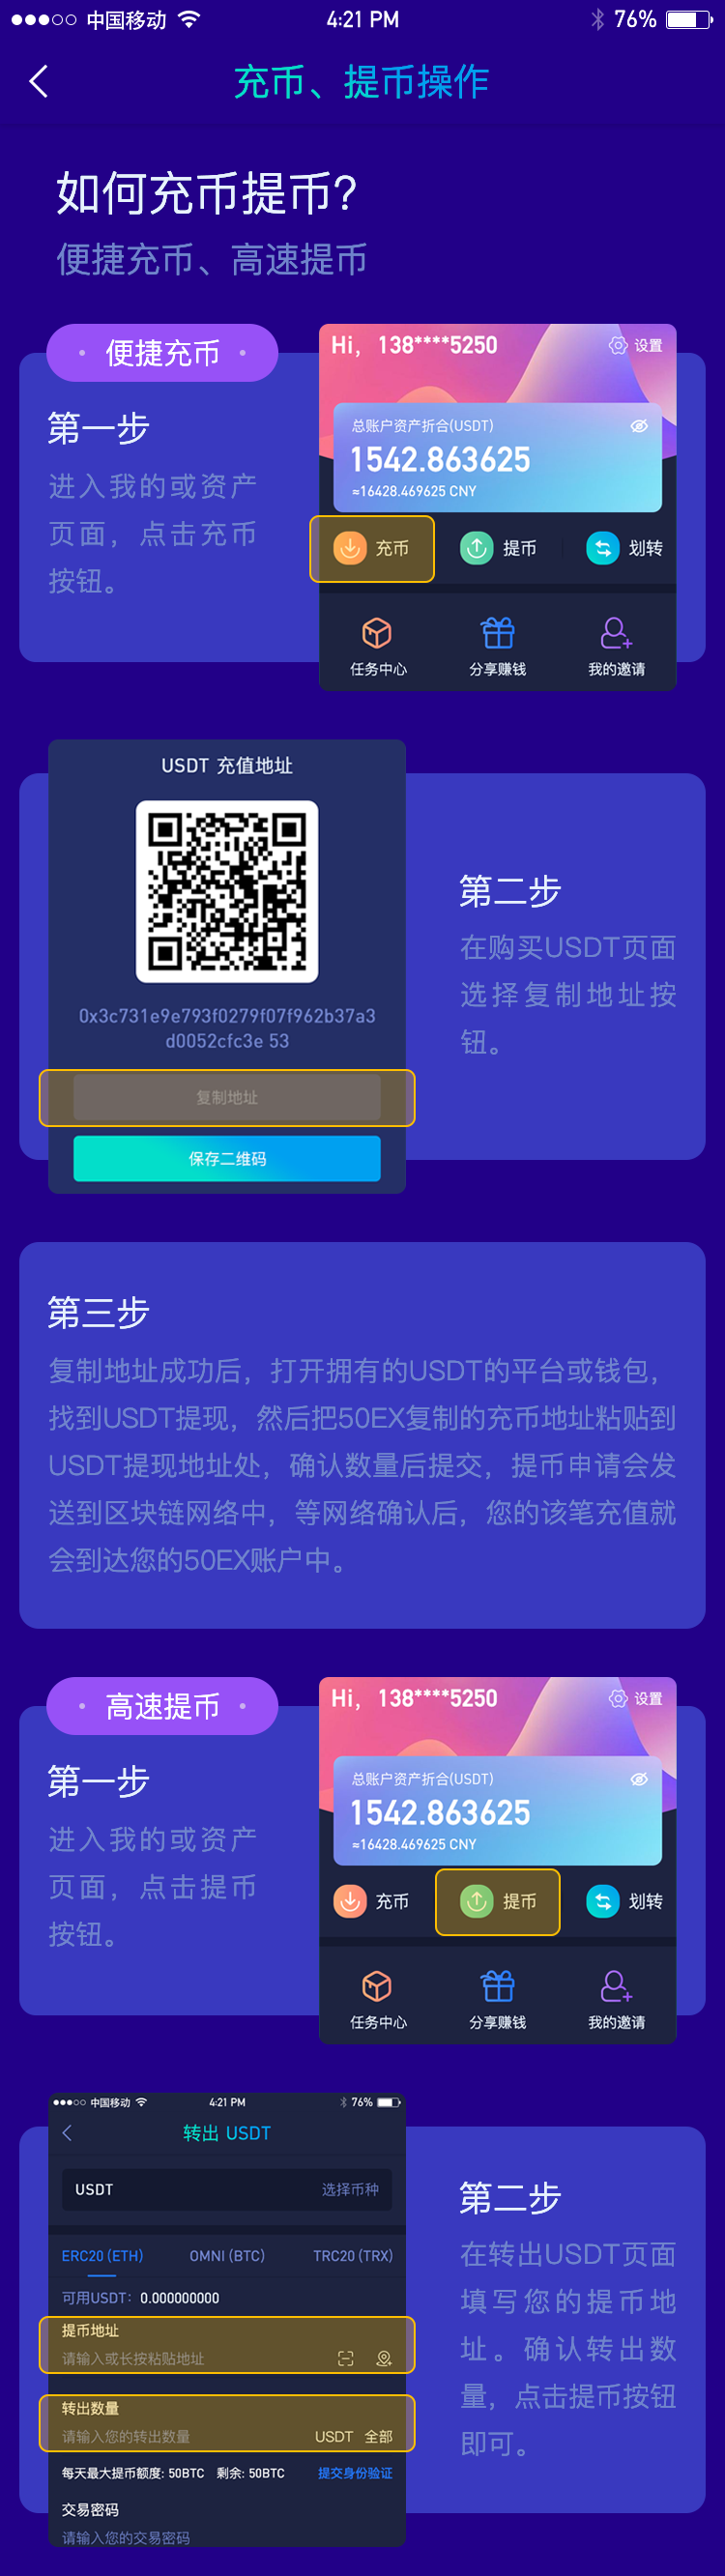 中国移动 4:21 PM 76%
充币、提币操作
如何充币提币?
便捷充币、高速提币
便捷充币
第一步
进入我的或资产
页面，点击充币
按钮。
Hi， 138****5250 设置
总账户资产折合(USDT)
1542.863625
≈16428.469625 CNY
充币 提币 划转
任务中心 分享赚钱 我的邀请
USDT 充值地址
0x3c731e9e793f0279f07f962b37a3
d0052cfc3e 53
复制地址
保存二维码
第二步
在购买USDT页面
选择复制地址按
钮。
第三步
复制地址成功后，打开拥有的USDT的平台或钱包，
找到USDT提现，然后把50EX复制的充币地址粘贴到
USDT提现地址处，确认数量后提交，提币申请会发
送到区块链网络中，等网络确认后，您的该笔充值就
会到达您的50EX账户中。
高速提币
第一步
进入我的或资产
页面，点击提币
按钮。
Hi， 138****5250 设置
总账户资产折合(USDT)
1542.863625
≈16428.469625 CNY
充币 提币 划转
任务中心 分享赚钱 我的邀请
中国移动 4:21 PM 76%
转出 USDT
USDT 选择币种
ERC20 (ETH) OMNI (BTC) TRC20 (TRX)
可用USDT: 0.000000000
提币地址
请输入或长按粘贴地址
转出数量
请输入您的转出数量 USDT 全部
每天最大提币额度: 50BTC 剩余: 50BTC 提交身份验证
交易密码
请输入您的交易密码
第二步
在转出USDT页面
填写您的提币地
址。确认转出数
量，点击提币按钮
即可。